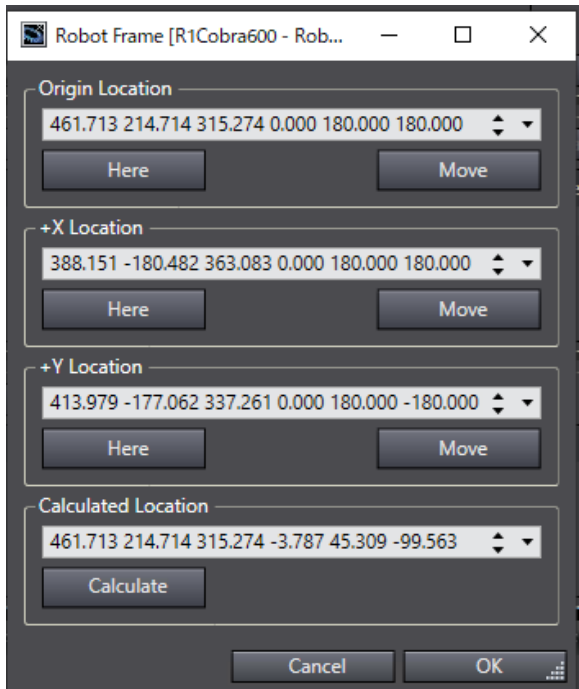 Robot Frame [R1Cobra600 - Rob...
Origin Location
461.713 214.714 315.274 0.000 180.000 180.000
Here Move
+X Location
388.151 -180.482 363.083 0.000 180.000 180.000
Here Move
+Y Location
413.979 -177.062 337.261 0.000 180.000 -180.000
Here Move
Calculated Location
461.713 214.714 315.274 -3.787 45.309 -99.563
Calculate
Cancel OK